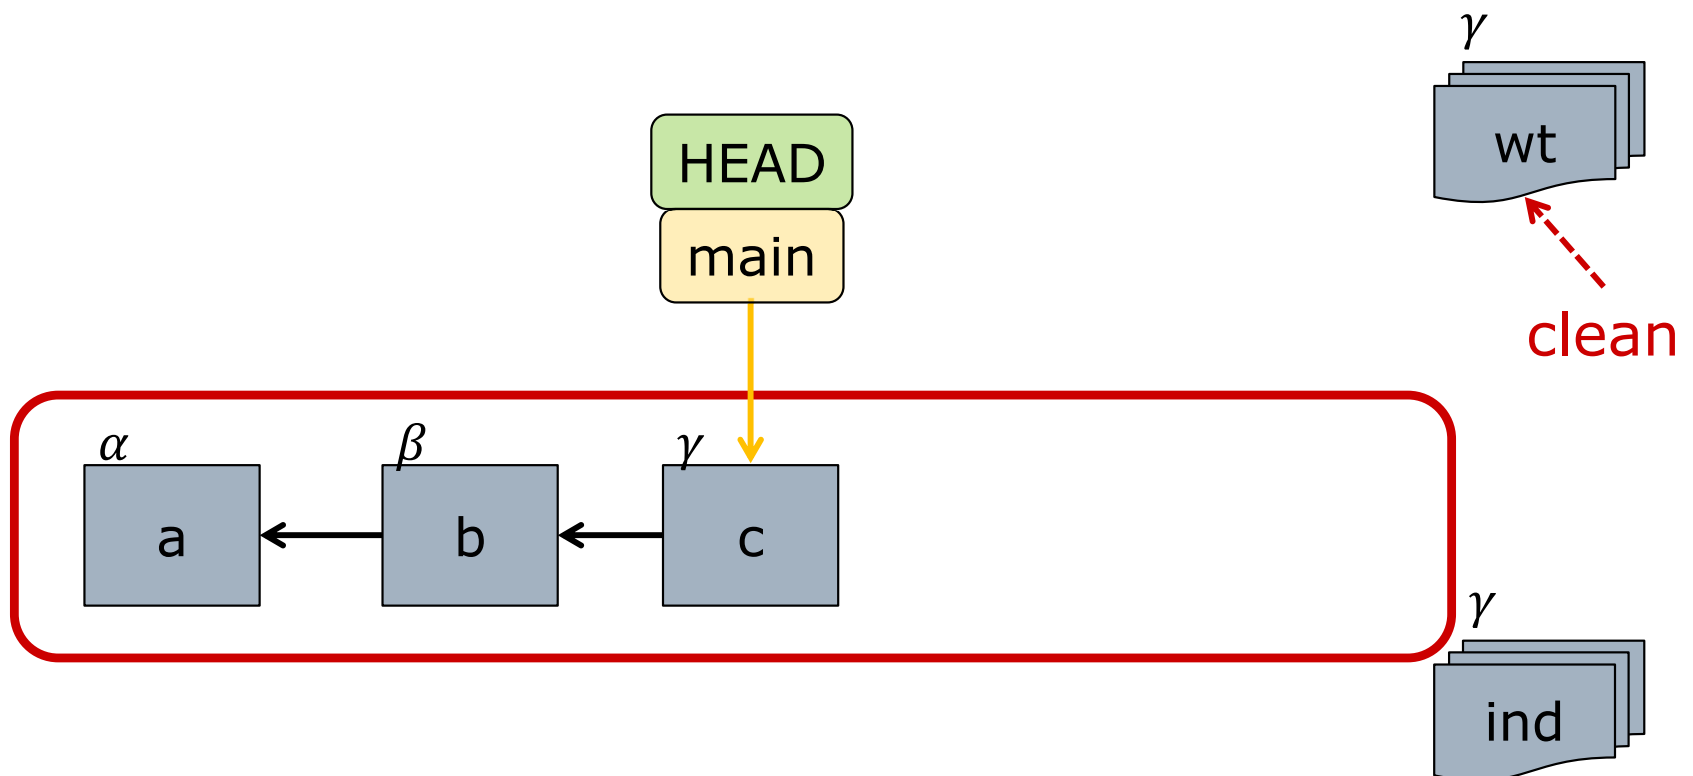 γ
wt
HEAD
main
clean
α
β
γ
a
b
c
γ
ind